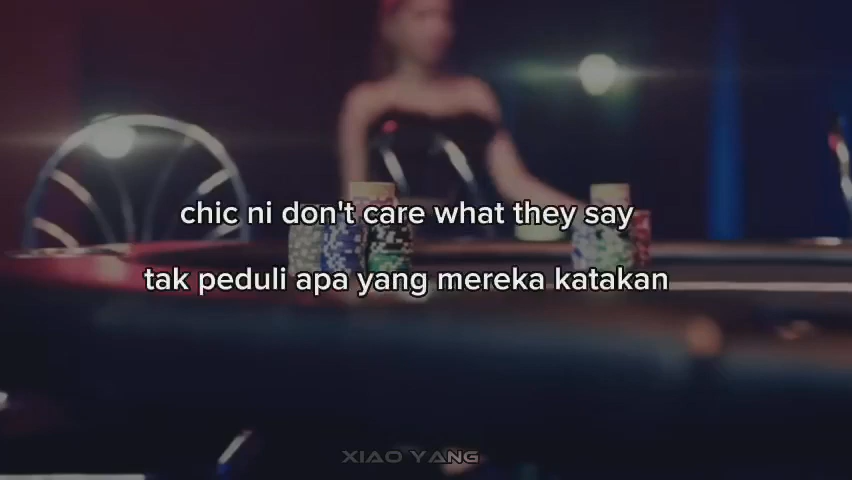 chic ni don't care what they say
tak peduli apa yang mereka katakan
XIAO YANG